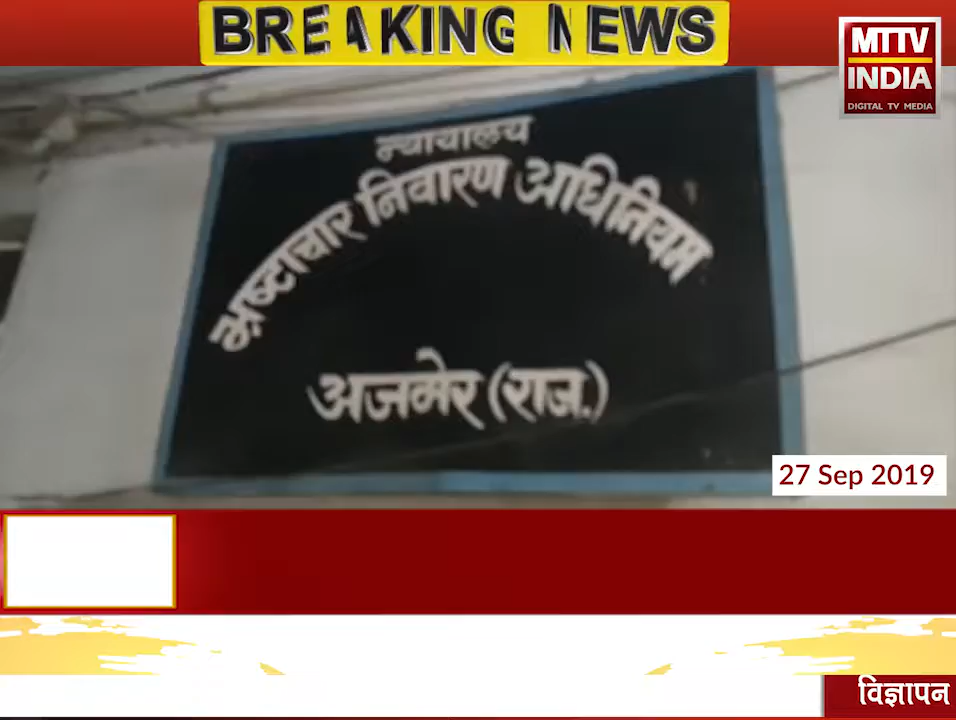 BREAKING NEWS
MTTV
INDIA
DIGITAL TV MEDIA
न्यायालय
भ्रष्टाचार निवारण अधिनियम
अजमेर (राज.)
27 Sep 2019
विज्ञापन